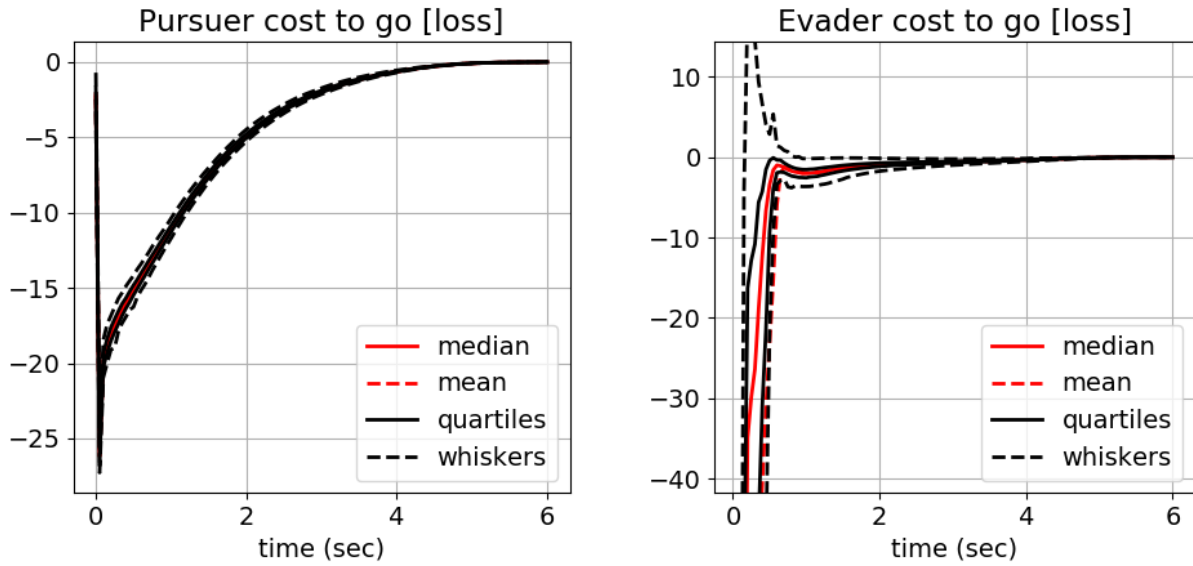 Pursuer cost to go [loss]
0
−5
−10
−15
−20
−25
median
mean
quartiles
whiskers
0
2
4
6
time (sec)
Evader cost to go [loss]
10
0
−10
−20
−30
−40
median
mean
quartiles
whiskers
0
2
4
6
time (sec)